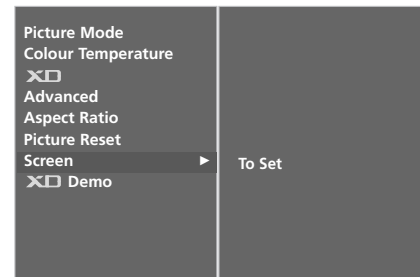 Picture Mode
Colour Temperature
XD
Advanced
Aspect Ratio
Picture Reset
Screen
To Set
XD Demo